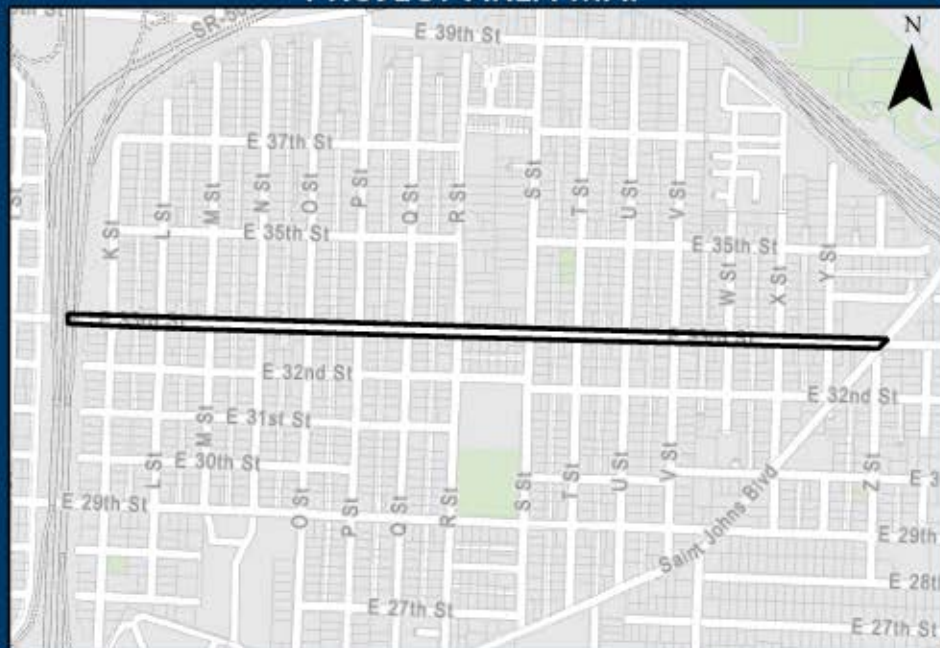 N
E 39th St
E 37th St
K St
L St
M St
N St
O St
P St
Q St
R St
S St
T St
U St
V St
E 35th St
E 35th St
W St
X St
Y St
E 32nd St
E 32nd St
E 31st St
M St
E 30th St
L St
E 29th St
O St
P St
Q St
R St
S St
T St
U St
V St
Z St
Saint Johns Blvd
E 29th
E 28th
E 27th St
E 27th St